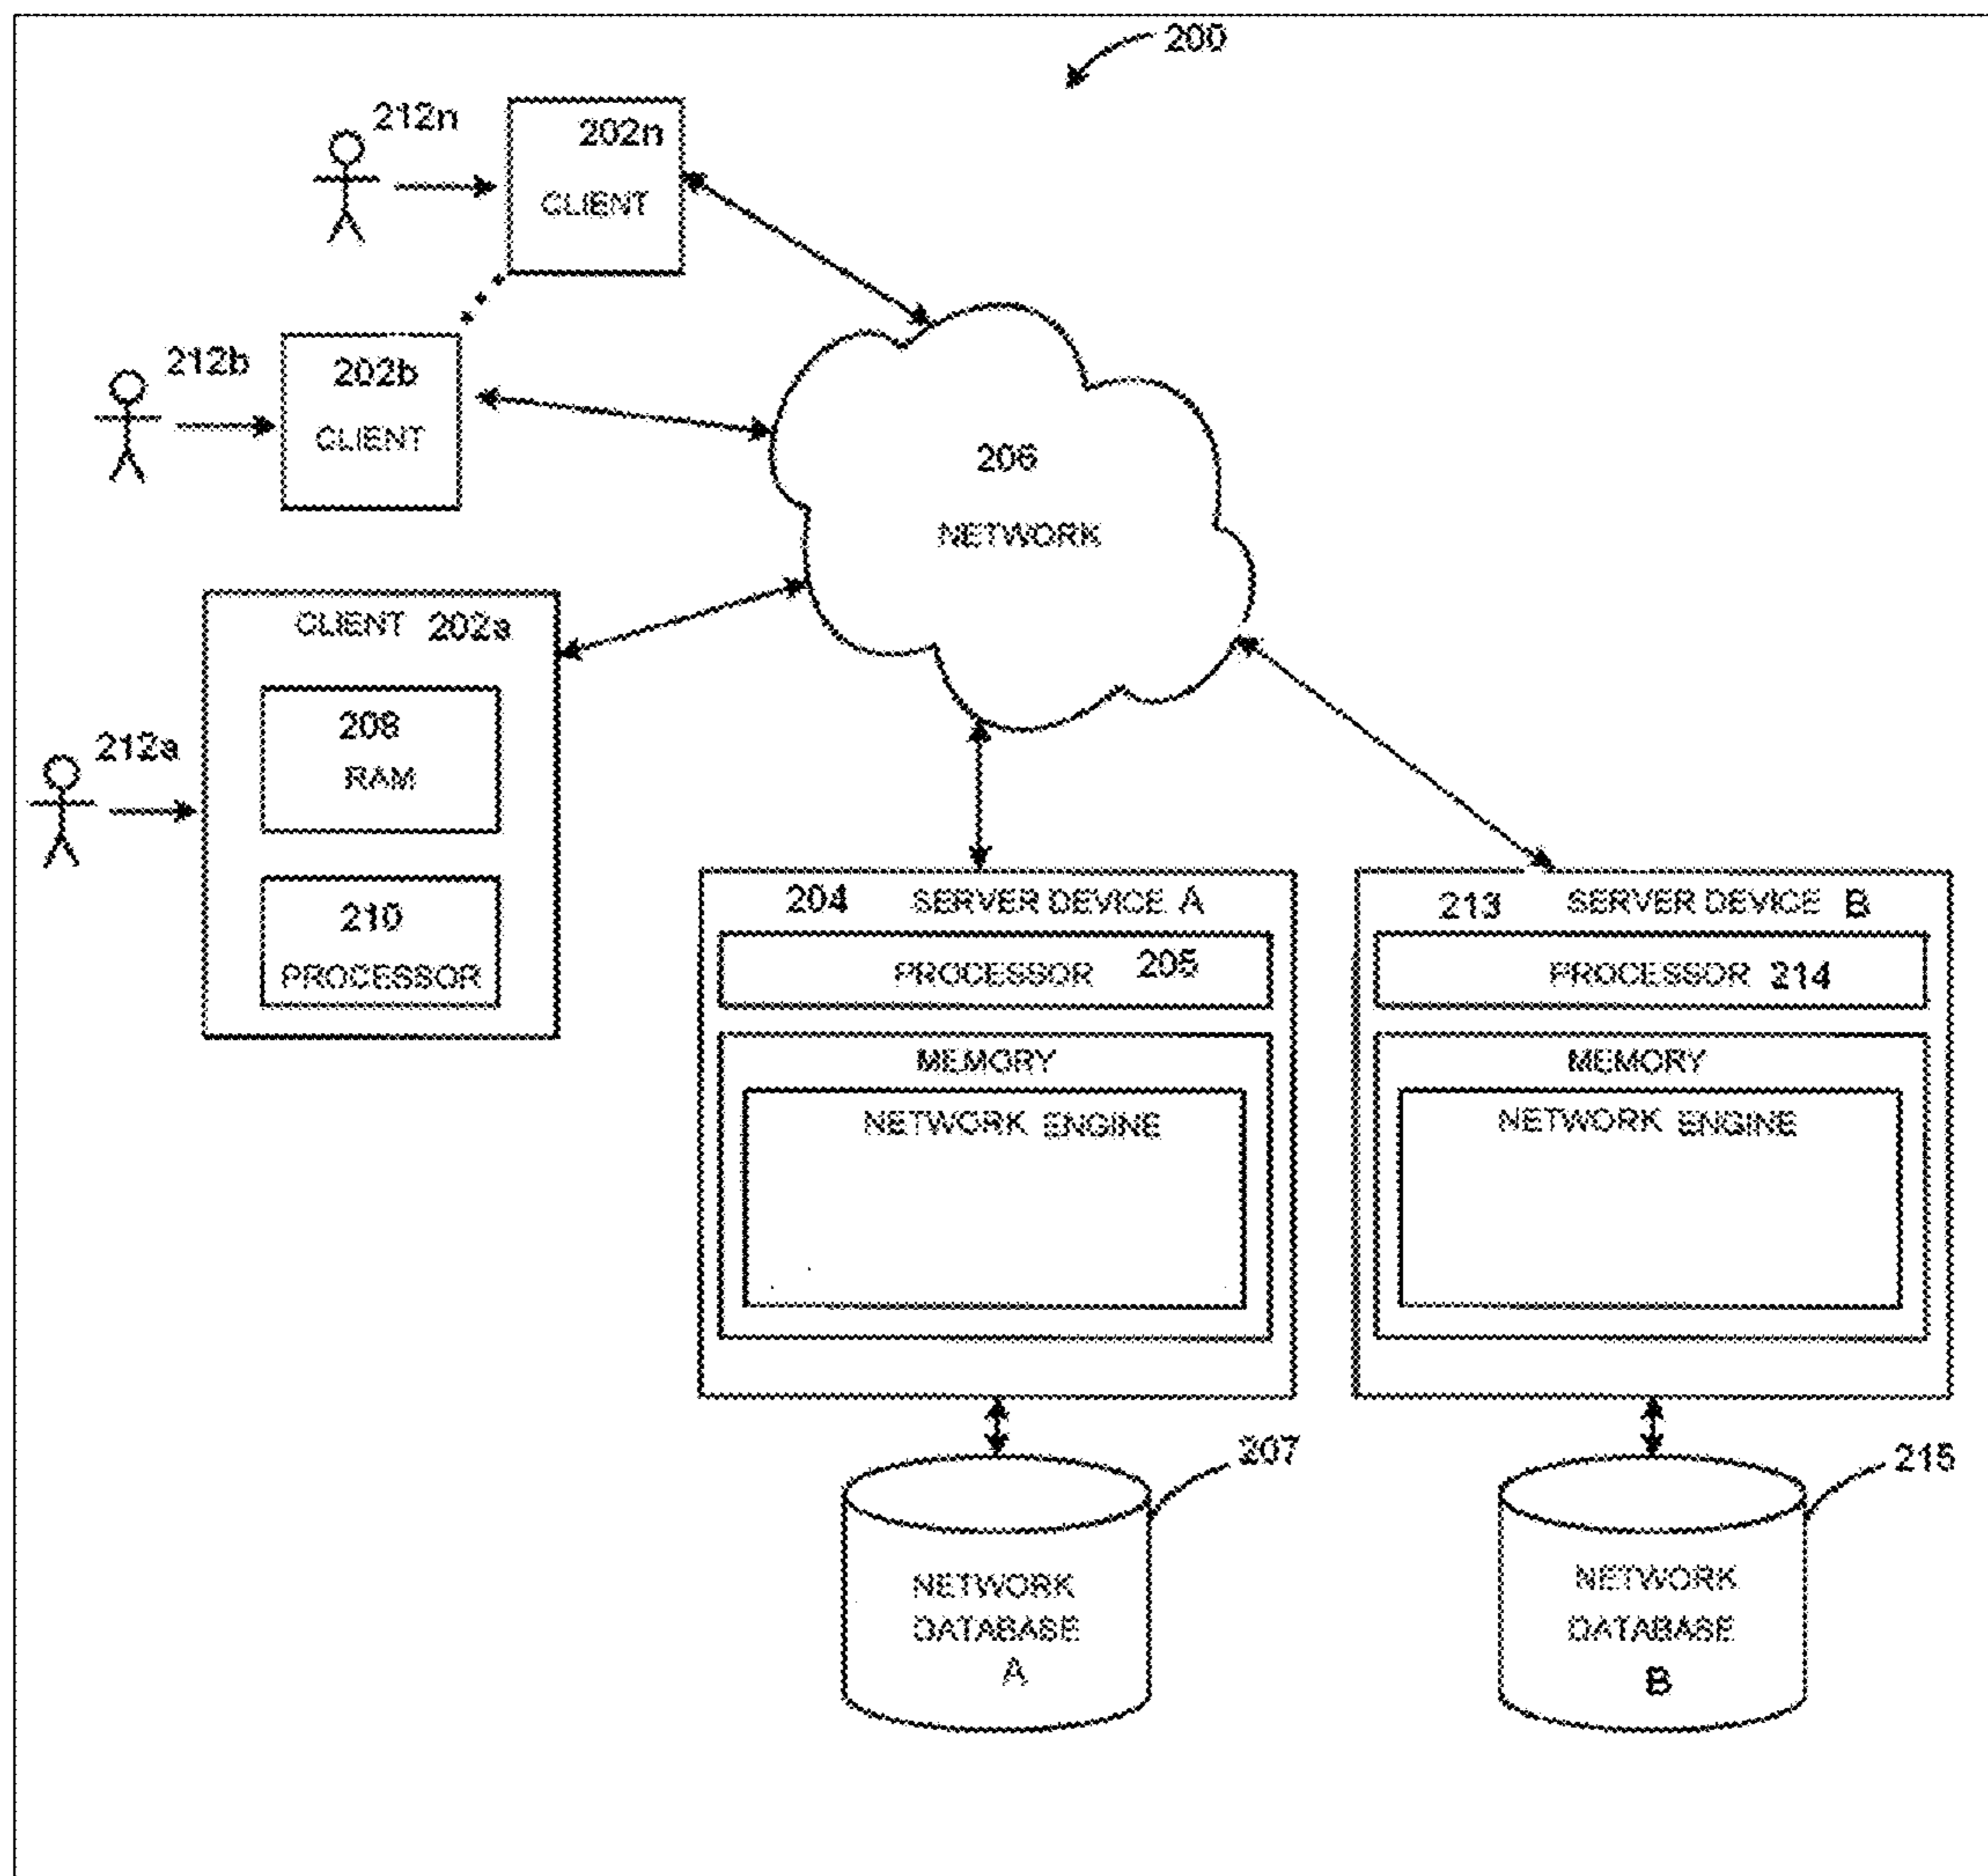 200
212n
202n
CLIENT
212b
202b
CLIENT
206
NETWORK
CLIENT 202a
208
RAM
212a
210
PROCESSOR
204 SERVER DEVICE A
PROCESSOR 205
MEMORY
NETWORK ENGINE
213 SERVER DEVICE B
PROCESSOR 214
MEMORY
NETWORK ENGINE
207
NETWORK
DATABASE
A
215
NETWORK
DATABASE
B